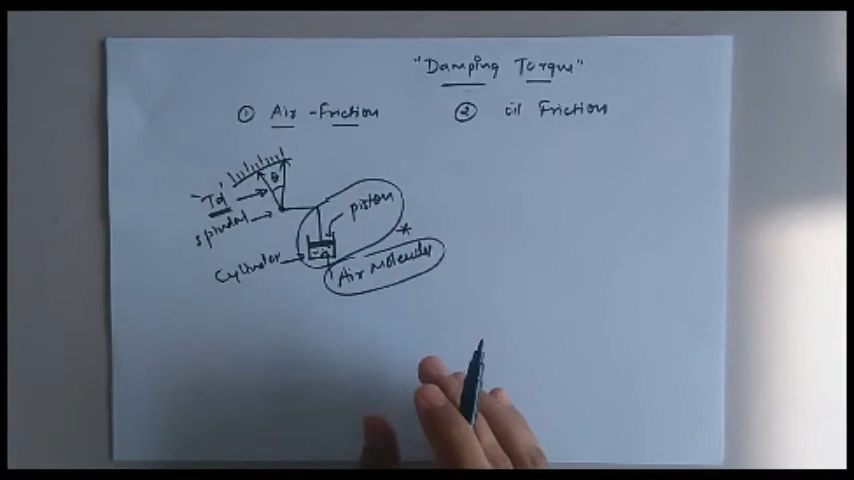 "Damping Torque"
① Air-Friction
② oil Friction
θ
"Td"
spindal
piston
*
Cylinder
Air Molecules